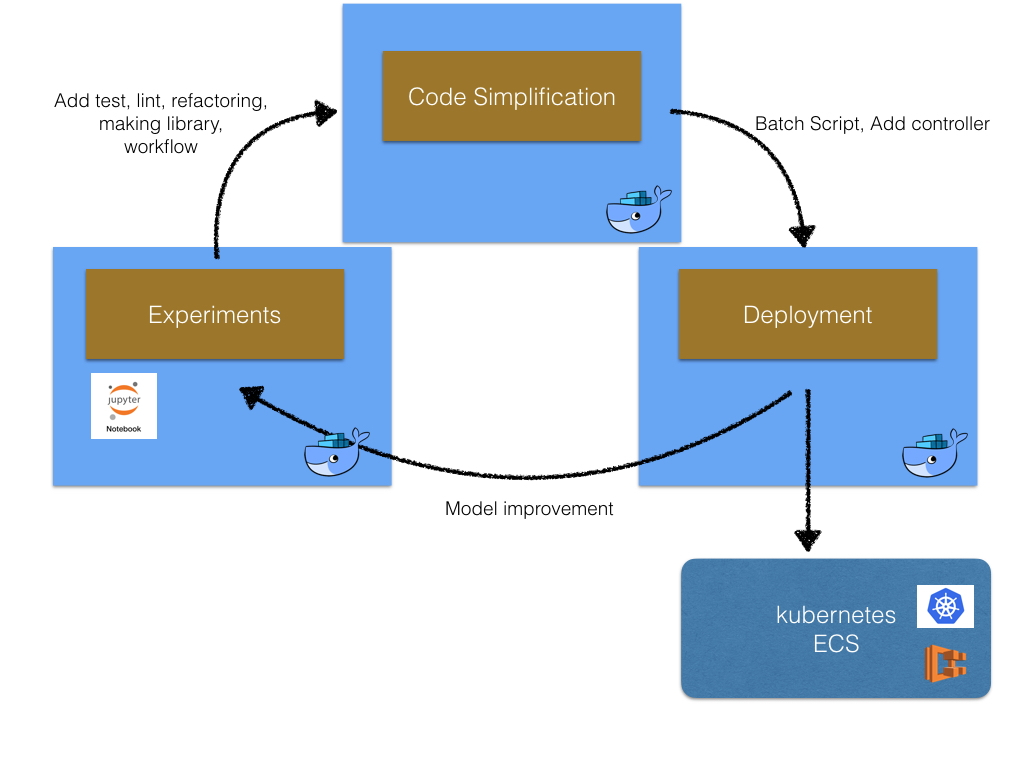 Code Simplification
Add test, lint, refactoring,
making library,
workflow
Batch Script, Add controller
Experiments
Deployment
jupyter
Notebook
Model improvement
kubernetes
ECS